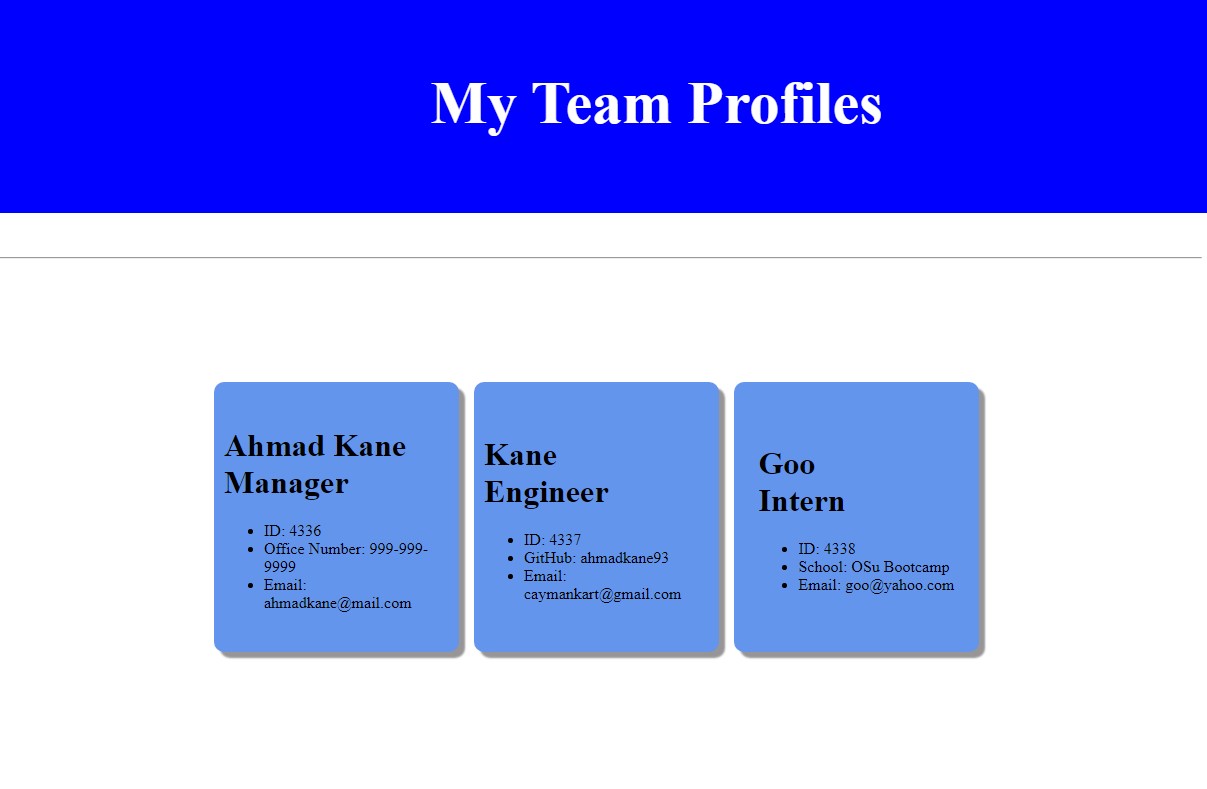 My Team Profiles
Ahmad Kane
Manager
ID: 4336
Office Number: 999-999-
9999
Email:
ahmadkane@mail.com
Kane
Engineer
ID: 4337
GitHub: ahmadkane93
Email:
caymankart@gmail.com
Goo
Intern
ID: 4338
School: OSu Bootcamp
Email: goo@yahoo.com